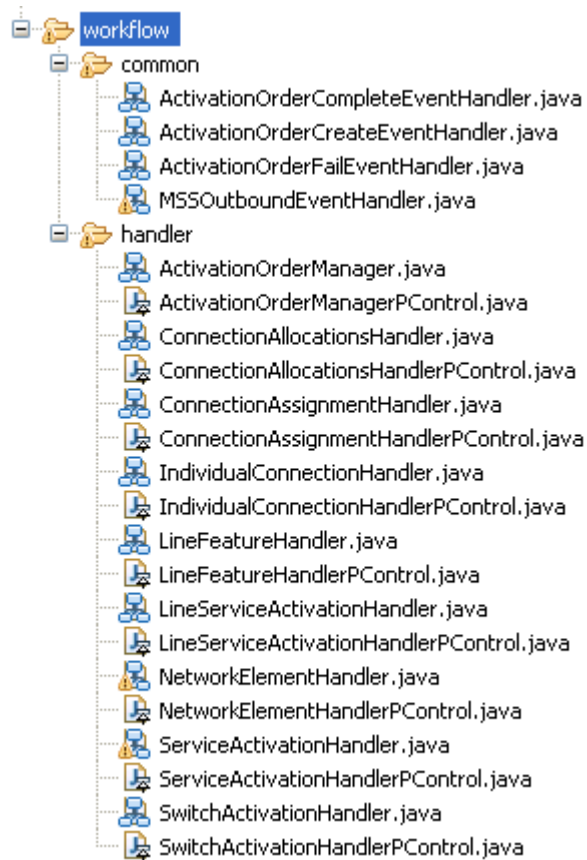 workflow
common
ActivationOrderCompleteEventHandler.java
ActivationOrderCreateEventHandler.java
ActivationOrderFailEventHandler.java
MSSOutboundEventHandler.java
handler
ActivationOrderManager.java
ActivationOrderManagerPControl.java
ConnectionAllocationsHandler.java
ConnectionAllocationsHandlerPControl.java
ConnectionAssignmentHandler.java
ConnectionAssignmentHandlerPControl.java
IndividualConnectionHandler.java
IndividualConnectionHandlerPControl.java
LineFeatureHandler.java
LineFeatureHandlerPControl.java
LineServiceActivationHandler.java
LineServiceActivationHandlerPControl.java
NetworkElementHandler.java
NetworkElementHandlerPControl.java
ServiceActivationHandler.java
ServiceActivationHandlerPControl.java
SwitchActivationHandler.java
SwitchActivationHandlerPControl.java